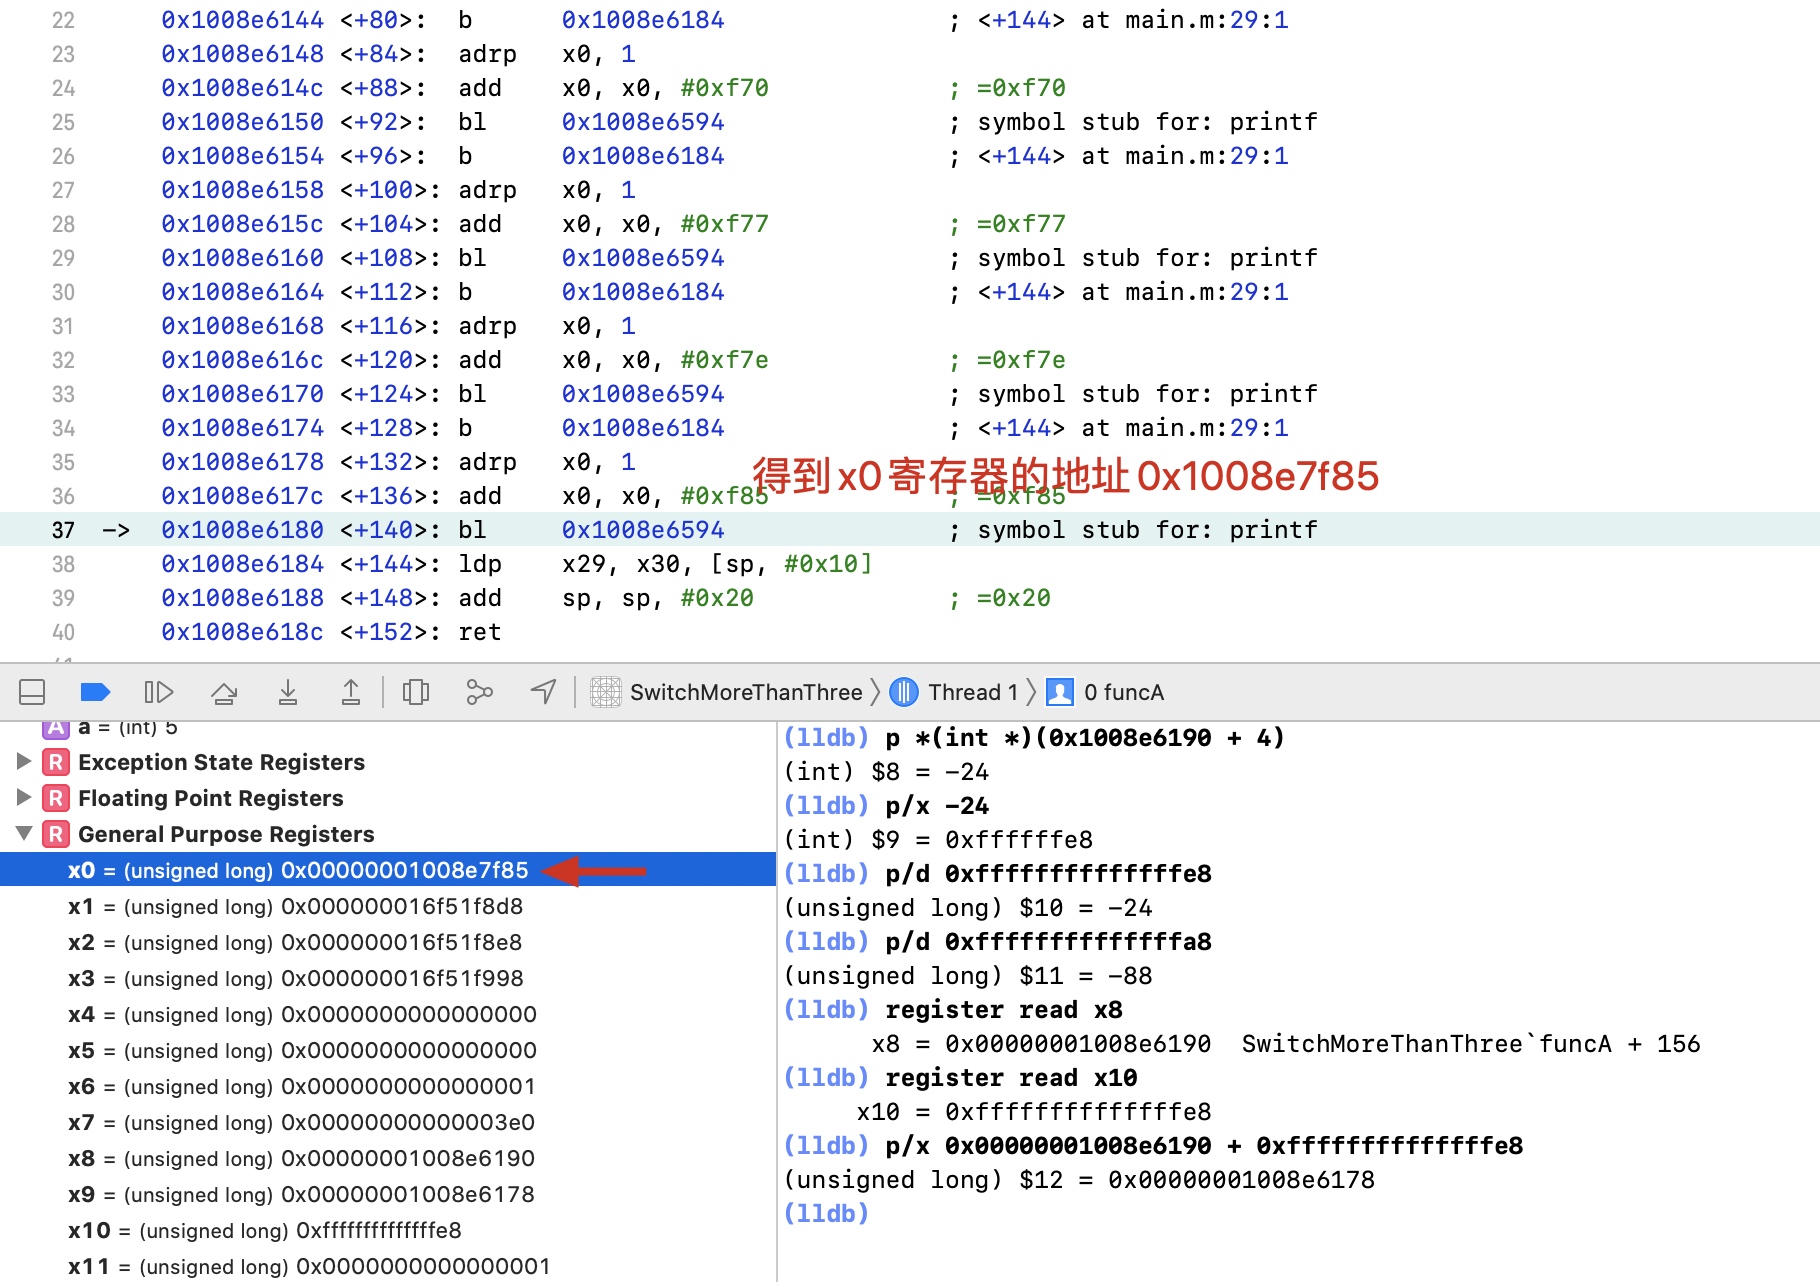 22 0x1008e6144 <+80>: b 0x1008e6184 ; <+144> at main.m:29:1
23 0x1008e6148 <+84>: adrp x0, 1
24 0x1008e614c <+88>: add x0, x0, #0xf70 ; =0xf70
25 0x1008e6150 <+92>: bl 0x1008e6594 ; symbol stub for: printf
26 0x1008e6154 <+96>: b 0x1008e6184 ; <+144> at main.m:29:1
27 0x1008e6158 <+100>: adrp x0, 1
28 0x1008e615c <+104>: add x0, x0, #0xf77 ; =0xf77
29 0x1008e6160 <+108>: bl 0x1008e6594 ; symbol stub for: printf
30 0x1008e6164 <+112>: b 0x1008e6184 ; <+144> at main.m:29:1
31 0x1008e6168 <+116>: adrp x0, 1
32 0x1008e616c <+120>: add x0, x0, #0xf7e ; =0xf7e
33 0x1008e6170 <+124>: bl 0x1008e6594 ; symbol stub for: printf
34 0x1008e6174 <+128>: b 0x1008e6184 ; <+144> at main.m:29:1
35 0x1008e6178 <+132>: adrp x0, 1
得到x0寄存器的地址0x1008e7f85
36 0x1008e617c <+136>: add x0, x0, #0xf85 ; =0xf85
37 -> 0x1008e6180 <+140>: bl 0x1008e6594 ; symbol stub for: printf
38 0x1008e6184 <+144>: ldp x29, x30, [sp, #0x10]
39 0x1008e6188 <+148>: add sp, sp, #0x20 ; =0x20
40 0x1008e618c <+152>: ret
41
SwitchMoreThanThree 〉 Thread 1 〉 0 funcA
A a = (int) 5
R Exception State Registers
R Floating Point Registers
R General Purpose Registers
x0 = (unsigned long) 0x00000001008e7f85
x1 = (unsigned long) 0x000000016f51f8d8
x2 = (unsigned long) 0x000000016f51f8e8
x3 = (unsigned long) 0x000000016f51f998
x4 = (unsigned long) 0x0000000000000000
x5 = (unsigned long) 0x0000000000000000
x6 = (unsigned long) 0x0000000000000001
x7 = (unsigned long) 0x00000000000003e0
x8 = (unsigned long) 0x00000001008e6190
x9 = (unsigned long) 0x00000001008e6178
x10 = (unsigned long) 0xffffffffffffffe8
x11 = (unsigned long) 0x0000000000000001
(lldb) p *(int *)(0x1008e6190 + 4)
(int) $8 = -24
(lldb) p/x -24
(int) $9 = 0xffffffe8
(lldb) p/d 0xffffffffffffffe8
(unsigned long) $10 = -24
(lldb) p/d 0xffffffffffffffa8
(unsigned long) $11 = -88
(lldb) register read x8
x8 = 0x00000001008e6190 SwitchMoreThanThree`funcA + 156
(lldb) register read x10
x10 = 0xffffffffffffffe8
(lldb) p/x 0x00000001008e6190 + 0xffffffffffffffe8
(unsigned long) $12 = 0x00000001008e6178
(lldb)